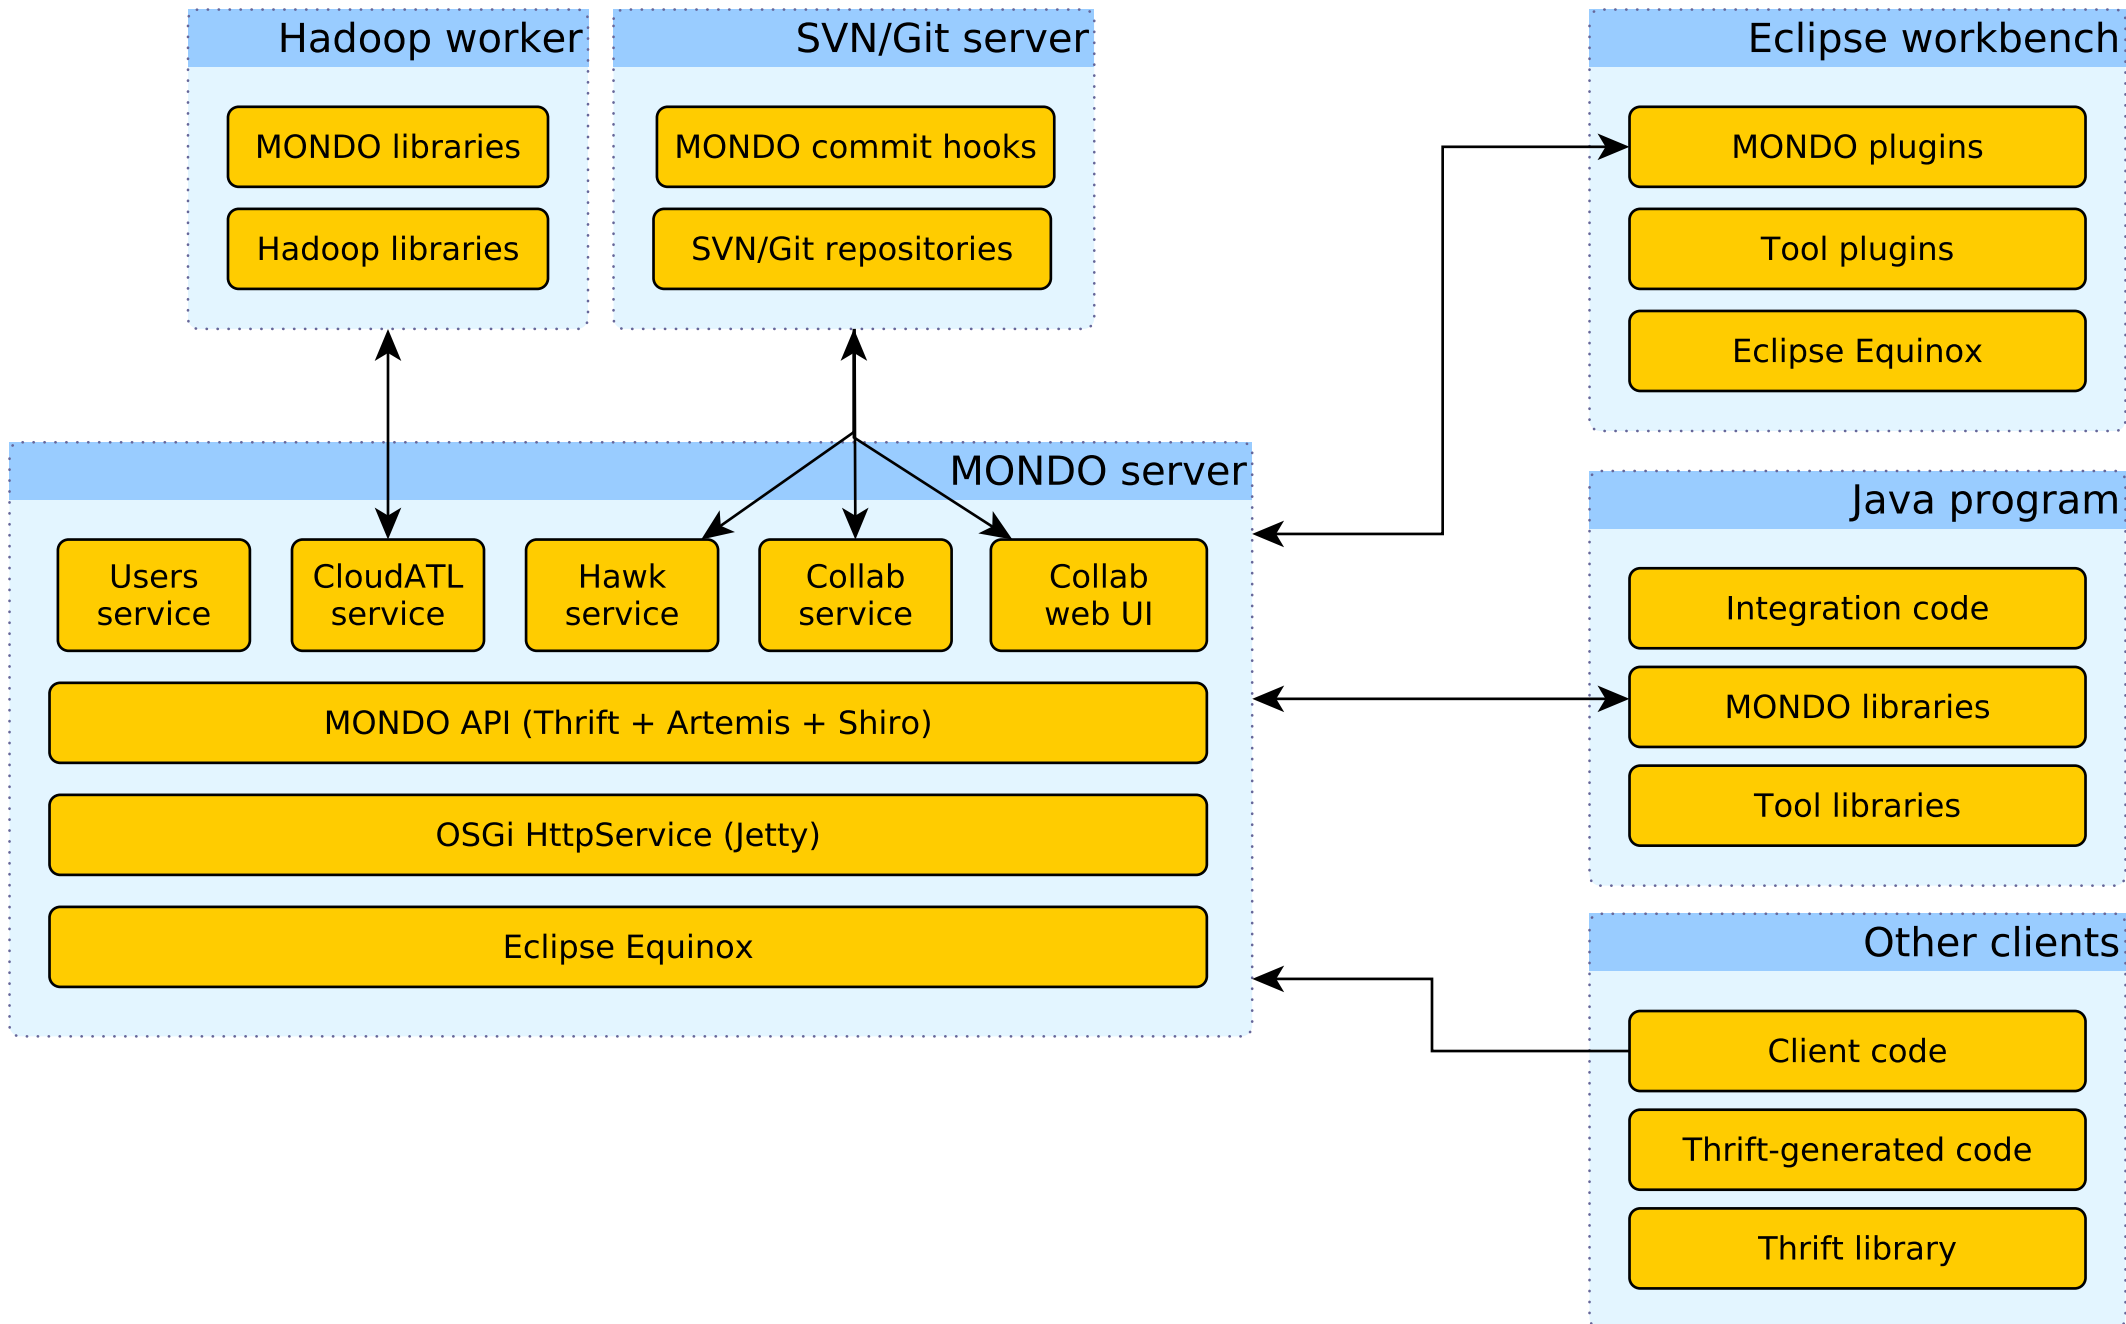 Hadoop worker
MONDO libraries
Hadoop libraries
SVN/Git server
MONDO commit hooks
SVN/Git repositories
Eclipse workbench
MONDO plugins
Tool plugins
Eclipse Equinox
MONDO server
Users
service
CloudATL
service
Hawk
service
Collab
service
Collab
web UI
MONDO API (Thrift + Artemis + Shiro)
OSGi HttpService (Jetty)
Eclipse Equinox
Java program
Integration code
MONDO libraries
Tool libraries
Other clients
Client code
Thrift-generated code
Thrift library